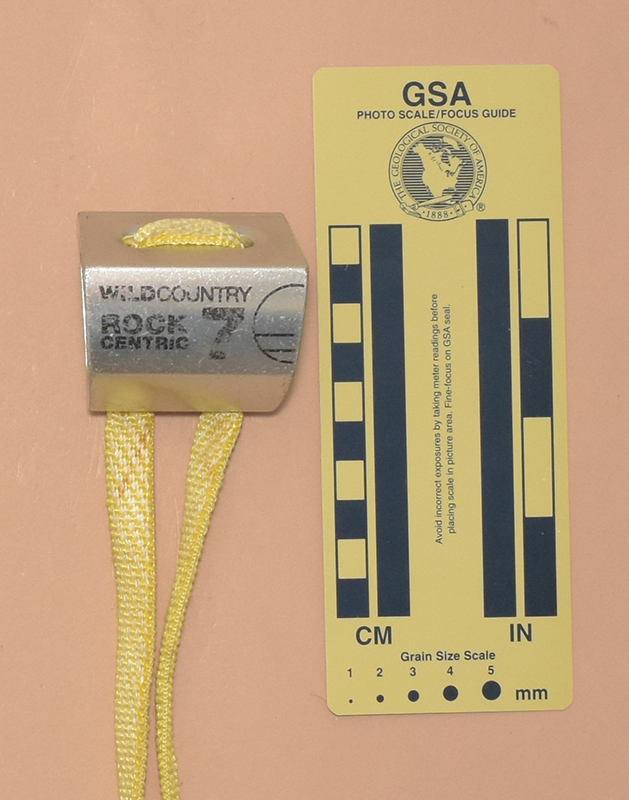 GSA
PHOTO SCALE/FOCUS GUIDE
THE GEOLOGICAL SOCIETY OF AMERICA
1888
®
WILDCOUNTRY
ROCK
CENTRIC
7
Avoid incorrect exposures by taking meter readings before
placing scale in picture area. Fine-focus on GSA seal.
CM
IN
Grain Size Scale
1 2 3 4 5
mm